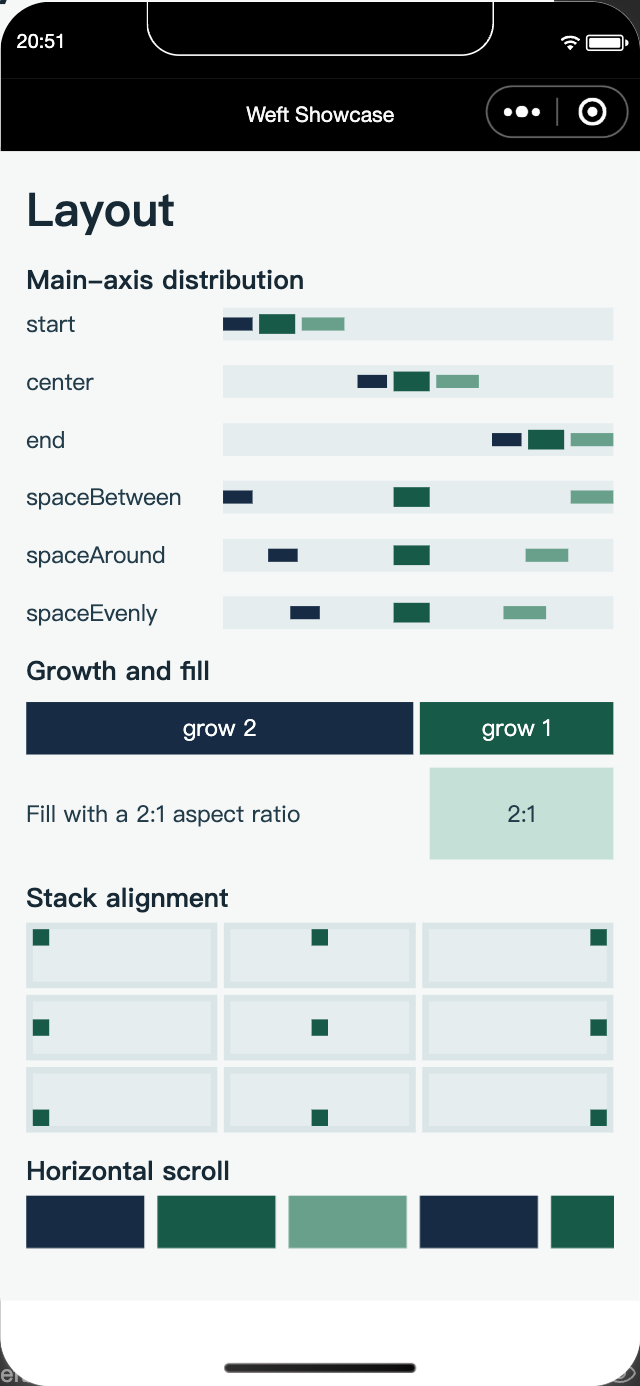 20:51
Weft Showcase
Layout
Main-axis distribution
start
center
end
spaceBetween
spaceAround
spaceEvenly
Growth and fill
grow 2
grow 1
Fill with a 2:1 aspect ratio
2:1
Stack alignment
Horizontal scroll